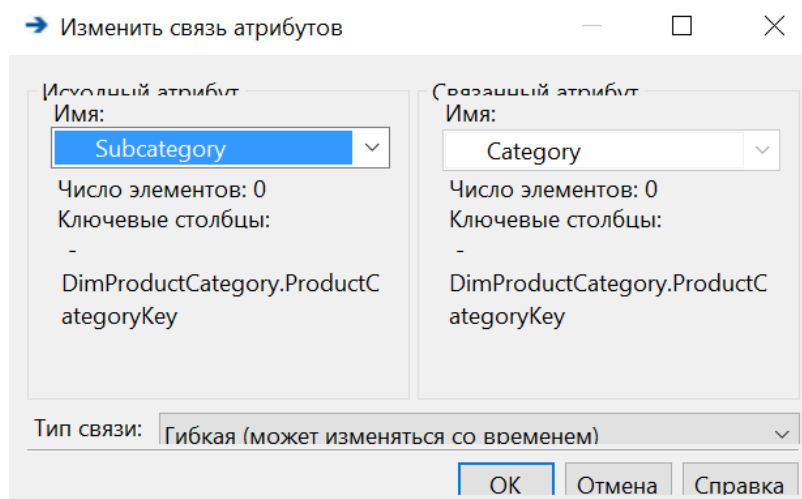 Изменить связь атрибутов
Исходный атрибут
Имя:
Subcategory
Число элементов: 0
Ключевые столбцы:
-
DimProductCategory.ProductC
ategoryKey
Связанный атрибут
Имя:
Category
Число элементов: 0
Ключевые столбцы:
-
DimProductCategory.ProductC
ategoryKey
Тип связи: Гибкая (может изменяться со временем)
OK Отмена Справка